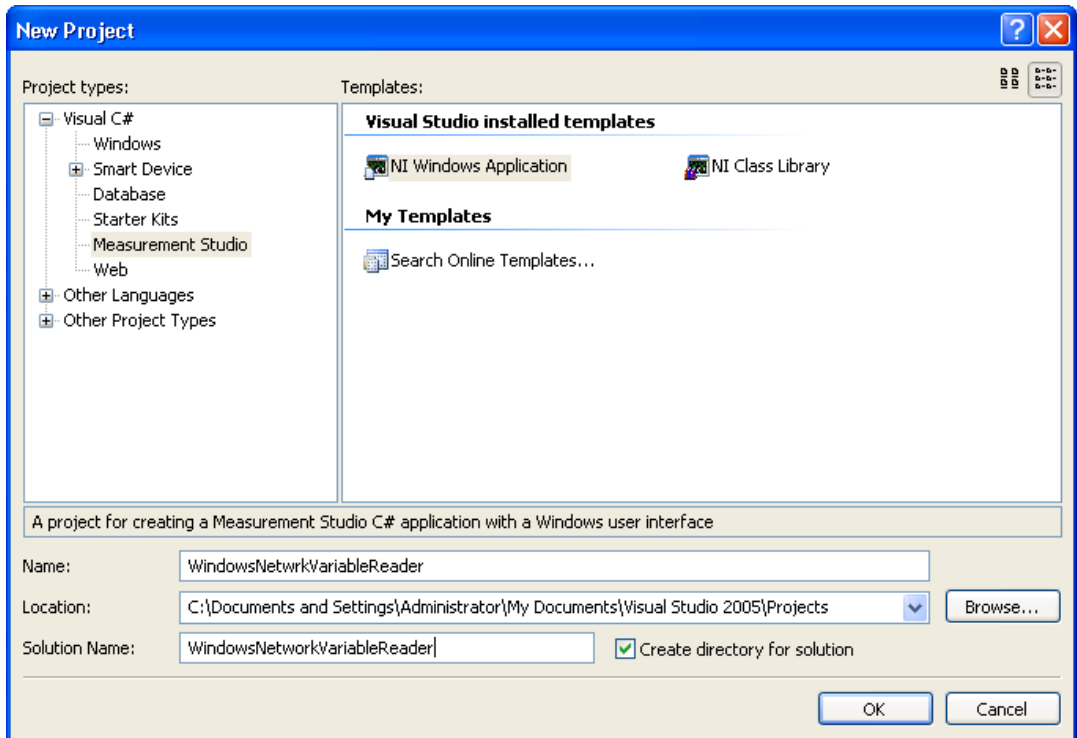 New Project
Project types:
Templates:
Visual C#
Windows
Smart Device
Database
Starter Kits
Measurement Studio
Web
Other Languages
Other Project Types
Visual Studio installed templates
NI Windows Application
NI Class Library
My Templates
Search Online Templates...
A project for creating a Measurement Studio C# application with a Windows user interface
Name:
WindowsNetwrkVariableReader
Location:
C:\Documents and Settings\Administrator\My Documents\Visual Studio 2005\Projects
Browse...
Solution Name:
WindowsNetworkVariableReader
Create directory for solution
OK
Cancel